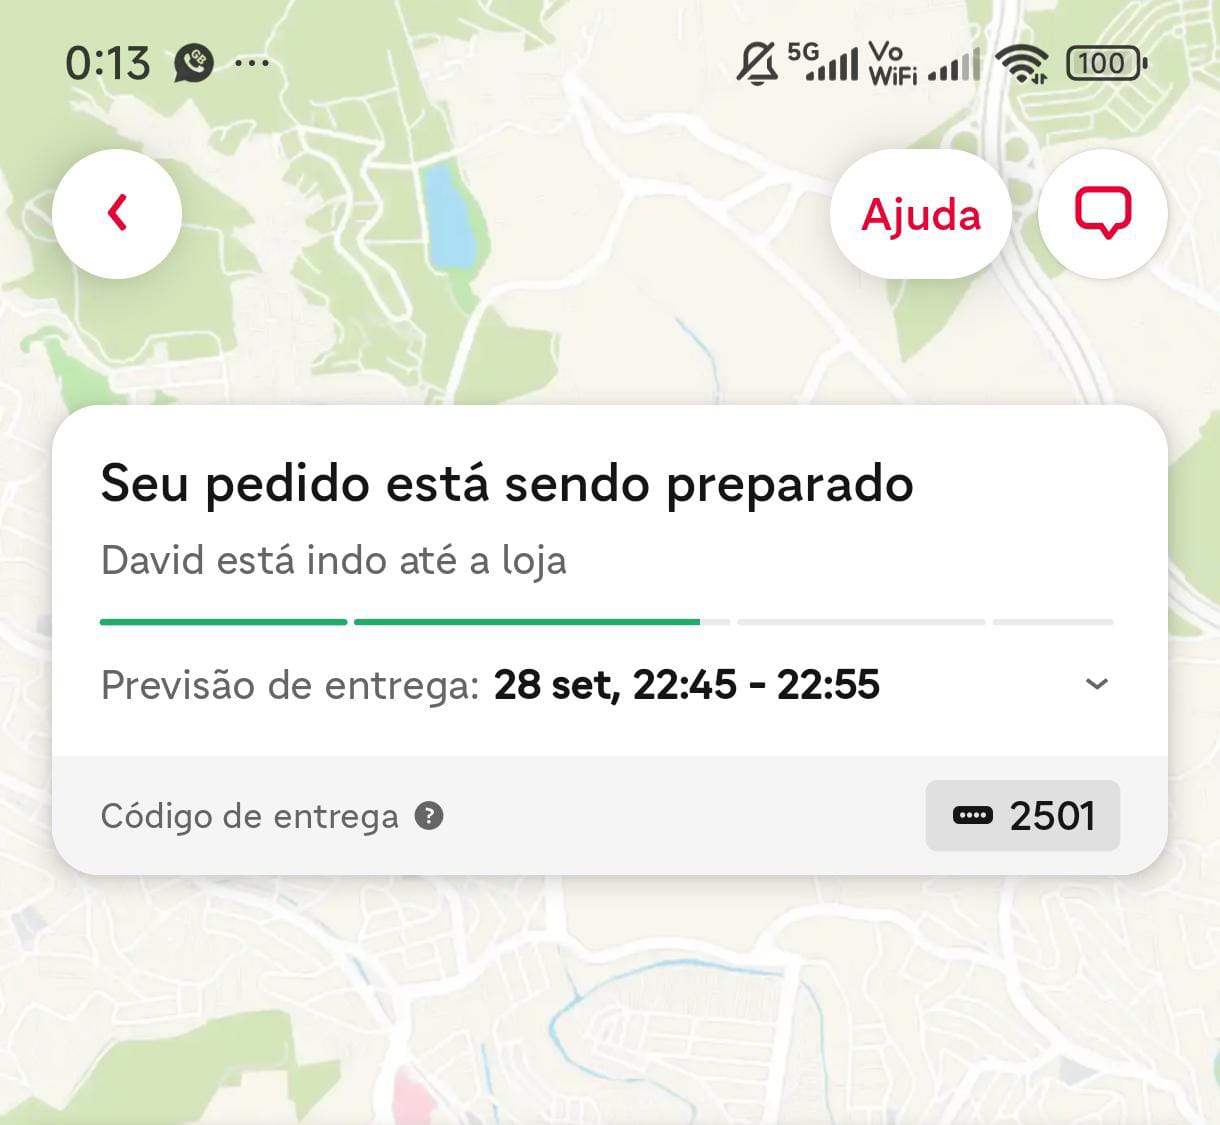 0:13 GB ... 5G Vo WiFi 100
Ajuda
Seu pedido está sendo preparado
David está indo até a loja
Previsão de entrega: 28 set, 22:45 - 22:55
Código de entrega ? 2501